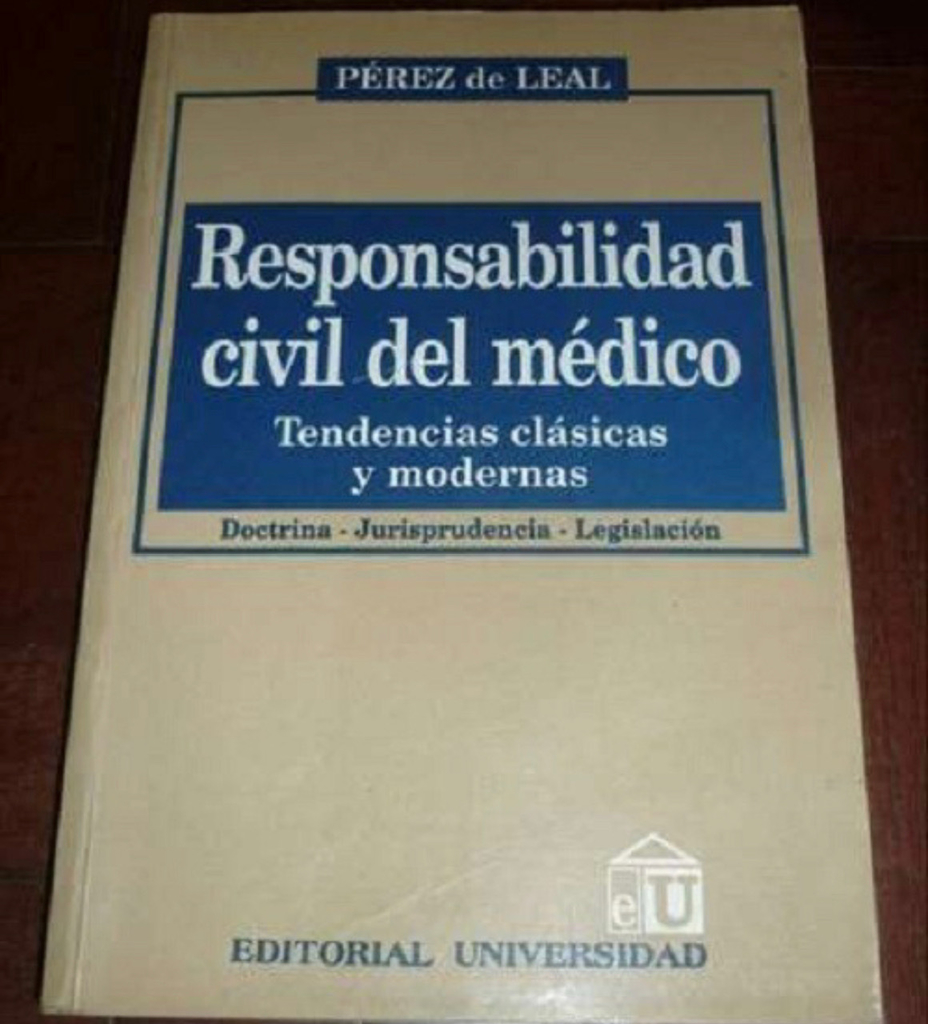 PÉREZ de LEAL
Responsabilidad
civil del médico
Tendencias clásicas
y modernas
Doctrina - Jurisprudencia - Legislación
eU
EDITORIAL UNIVERSIDAD